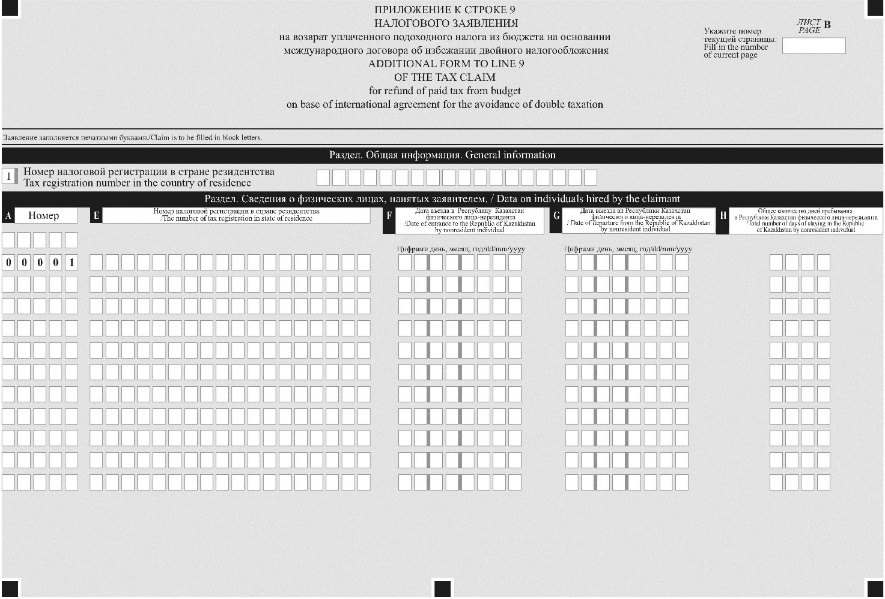 ПРИЛОЖЕНИЕ К СТРОКЕ 9
НАЛОГОВОГО ЗАЯВЛЕНИЯ
на возврат уплаченного подоходного налога из бюджета на основании
международного договора об избежании двойного налогообложения
ADDITIONAL FORM TO LINE 9
OF THE TAX CLAIM
for refund of paid tax from budget
on base of international agreement for the avoidance of double taxation
Укажите номер
текущей страницы
Fill in the number
of current page
ЛИСТ
PAGE B
Заявление заполняется печатными буквами/Claim is to be filled in block letters.
Раздел. Общая информация. General information
1 Номер налоговой регистрации в стране резидентства
Tax registration number in the country of residence
Раздел. Сведения о физических лицах, нанятых заявителем. / Data on individuals hired by the claimant
A Номер
E Номер налоговой регистрации в стране резидентства
/The number of tax registration in state of residence
F Дата въезда в Республику Казахстан
физического лица-нерезидента
/Date of entrance to the Republic of Kazakhstan
by nonresident individual
G Дата выезда из Республики Казахстан
физического лица-нерезидента
/ Date of departure from the Republic of Kazakhstan
by nonresident individual
H Общее количество дней пребывания
в Республике Казахстан физического лица-нерезидента
/Total number of days of staying in the Republic
of Kazakhstan by nonresident individual
Цифрами день, месяц, год/dd/mm/yyyy
Цифрами день, месяц, год/dd/mm/yyyy
0 0 0 0 1